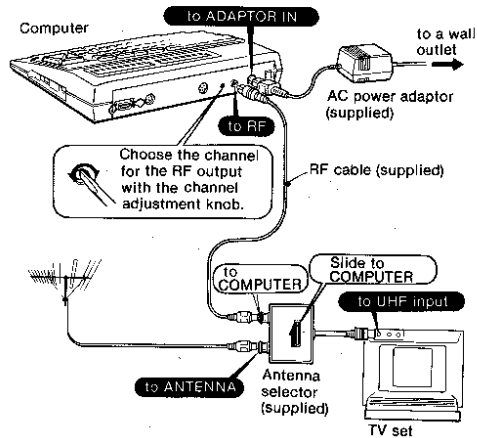 Computer
to ADAPTOR IN
to a wall
outlet
AC power adaptor
(supplied)
to RF
Choose the channel
for the RF output
with the channel
adjustment knob.
RF cable (supplied)
to
COMPUTER
Slide to
COMPUTER
to UHF input
to ANTENNA
Antenna
selector
(supplied)
TV set